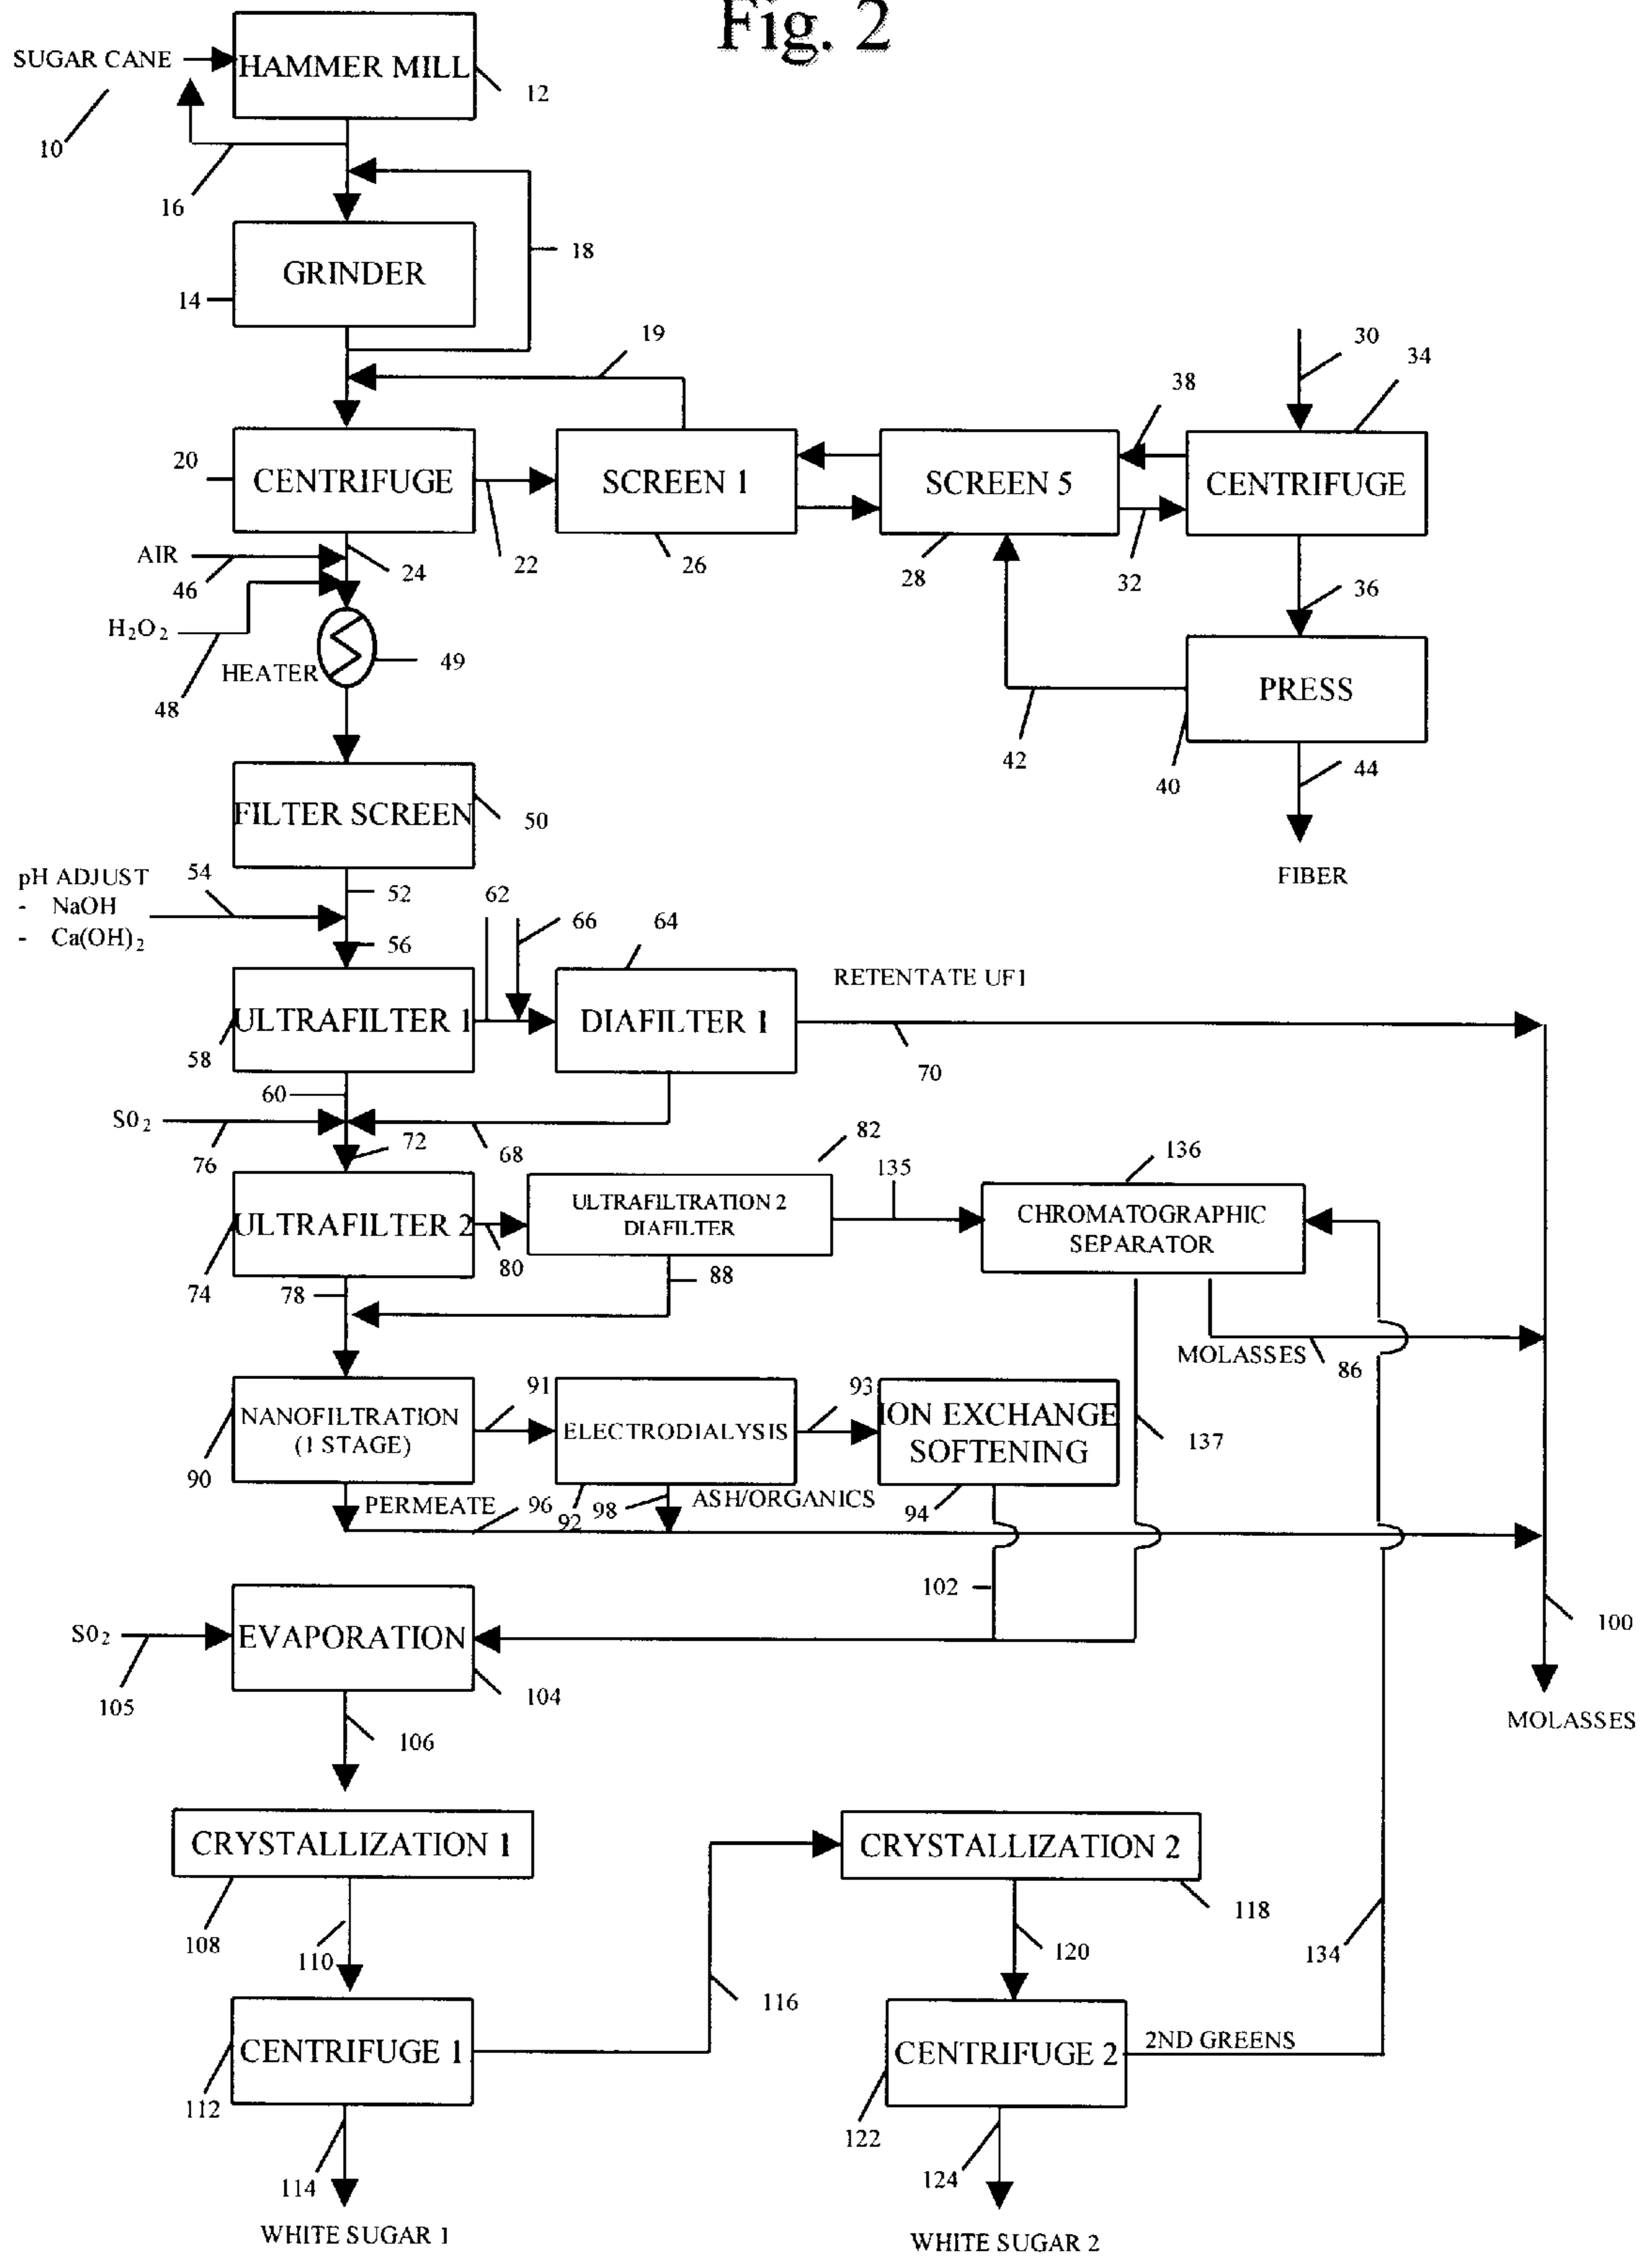 Fig. 2
SUGAR CANE
HAMMER MILL
12
10
16
18
GRINDER
14
19
30
34
38
20
CENTRIFUGE
SCREEN 1
SCREEN 5
CENTRIFUGE
AIR
46
24
22
26
28
32
36
H2O2
HEATER
49
48
PRESS
42
40
44
FILTER SCREEN
50
FIBER
pH ADJUST
- NaOH
- Ca(OH)2
54
52
62
66
64
56
RETENTATE UF1
ULTRAFILTER 1
DIAFILTER 1
58
70
60
SO2
76
72
68
82
135
136
ULTRAFILTER 2
ULTRAFILTRATION 2
DIAFILTER
CHROMATOGRAPHIC
SEPARATOR
74
78
80
88
MOLASSES
86
91
93
NANOFILTRATION
(1 STAGE)
ELECTRODIALYSIS
ION EXCHANGE
SOFTENING
137
90
PERMEATE
96
92
98
ASH/ORGANICS
94
102
100
SO2
EVAPORATION
105
104
MOLASSES
106
CRYSTALLIZATION 1
CRYSTALLIZATION 2
108
110
118
120
134
116
CENTRIFUGE 1
CENTRIFUGE 2
2ND GREENS
112
122
114
124
WHITE SUGAR 1
WHITE SUGAR 2